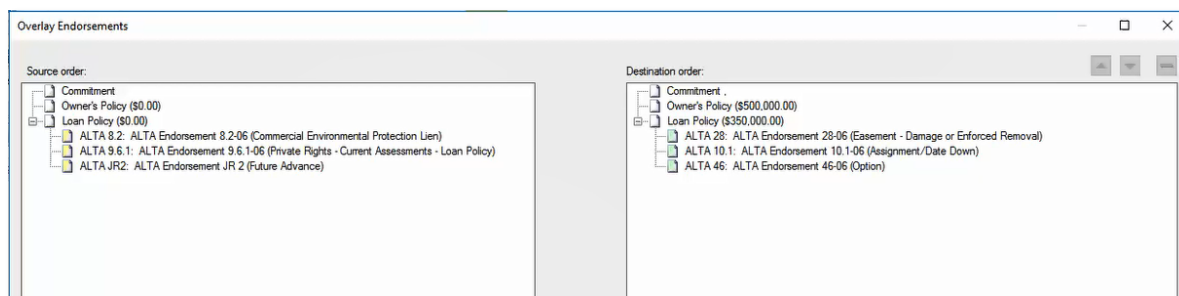 Overlay Endorsements
Source order:
Commitment
Owner's Policy ($0.00)
Loan Policy ($0.00)
ALTA 8.2: ALTA Endorsement 8.2-06 (Commercial Environmental Protection Lien)
ALTA 9.6.1: ALTA Endorsement 9.6.1-06 (Private Rights - Current Assessments - Loan Policy)
ALTA JR2: ALTA Endorsement JR 2 (Future Advance)
Destination order:
Commitment ,
Owner's Policy ($500,000.00)
Loan Policy ($350,000.00)
ALTA 28: ALTA Endorsement 28-06 (Easement - Damage or Enforced Removal)
ALTA 10.1: ALTA Endorsement 10.1-06 (Assignment/Date Down)
ALTA 46: ALTA Endorsement 46-06 (Option)